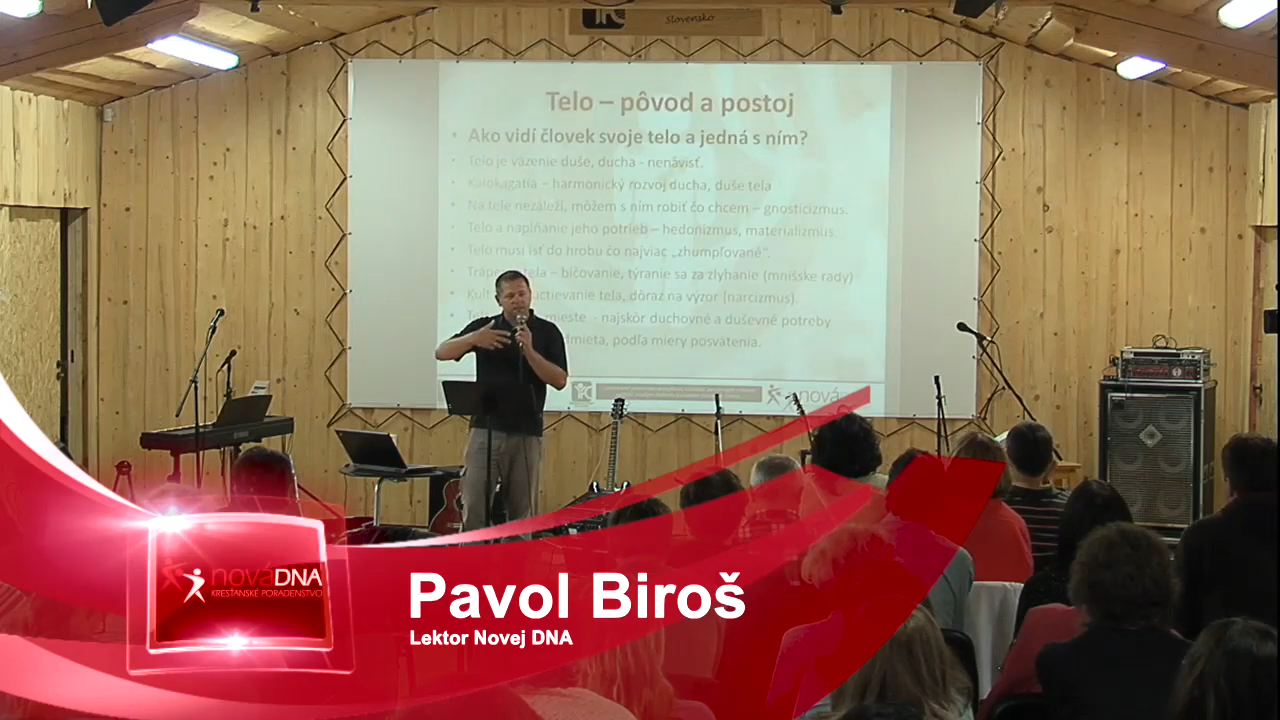 Slovensko
Telo – pôvod a postoj
• Ako vidí človek svoje telo a jedná s ním?
• Telo je väzenie duše, ducha - nenávisť.
• Kalokagatia – harmonický rozvoj ducha, duše tela
• Na tele nezáleží, môžem s ním robiť čo chcem – gnosticizmus.
• Telo a napĺňanie jeho potrieb – hedonizmus, materializmus.
• Telo musí ísť do hrobu čo najviac „zhumpľované“.
• tela – bičovanie, týranie sa za zlyhanie (mníšske rady)
• Kult uctievanie tela, dôraz na výzor (narcizmus).
• mieste - najskôr duchovné a duševné potreby
podľa miery posvätenia.
nová
nováDNA
KRESŤANSKÉ PORADENSTVO
Pavol Biroš
Lektor Novej DNA